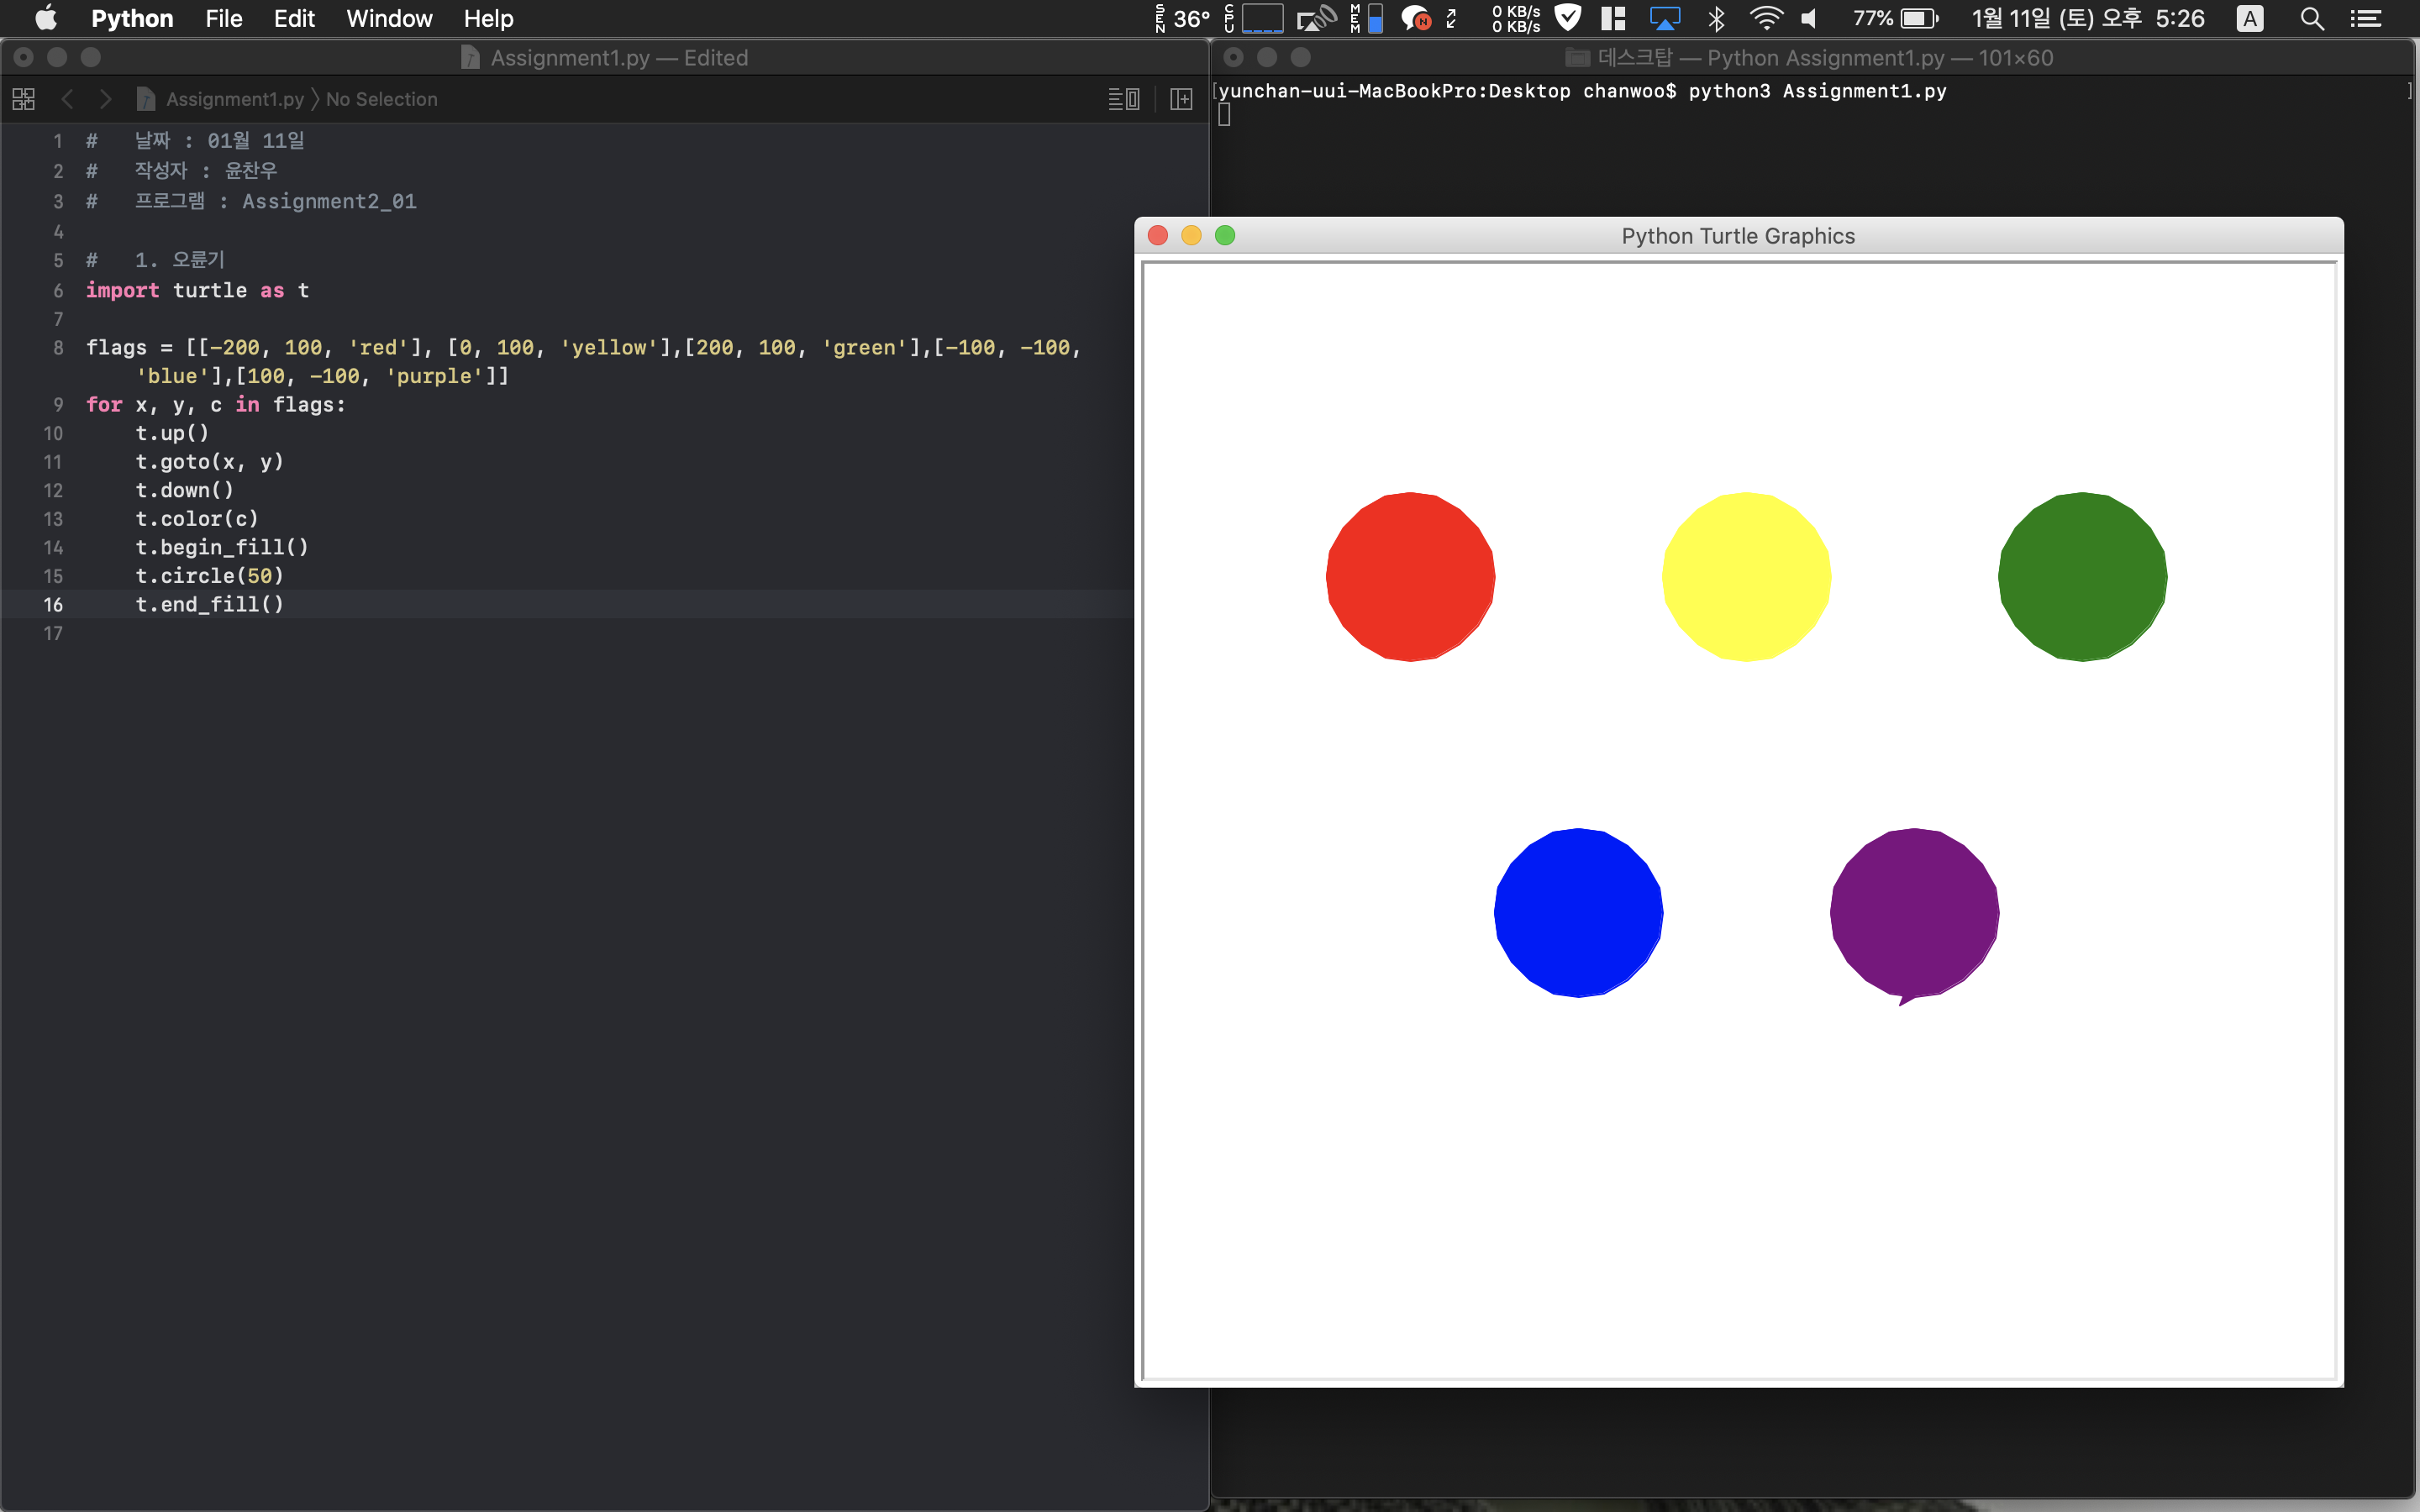 Python File Edit Window Help SEN 36° CPU MEM N 0 KB/s 0 KB/s 77% 1월 11일 (토) 오후 5:26 A
Assignment1.py — Edited
Assignment1.py 〉 No Selection
1 # 날짜 : 01월 11일
2 # 작성자 : 윤찬우
3 # 프로그램 : Assignment2_01
4
5 # 1. 오륜기
6 import turtle as t
7
8 flags = [[-200, 100, 'red'], [0, 100, 'yellow'],[200, 100, 'green'],[-100, -100,
'blue'],[100, -100, 'purple']]
9 for x, y, c in flags:
10 t.up()
11 t.goto(x, y)
12 t.down()
13 t.color(c)
14 t.begin_fill()
15 t.circle(50)
16 t.end_fill()
17
데스크탑 — Python Assignment1.py — 101×60
[yunchan-uui-MacBookPro:Desktop chanwoo$ python3 Assignment1.py ]
Python Turtle Graphics